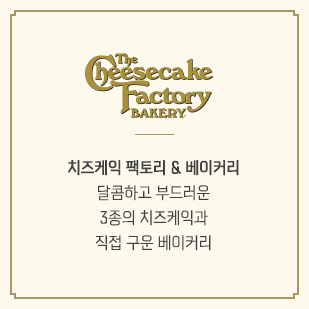 The
Cheesecake
Factory
BAKERY
치즈케익 팩토리 & 베이커리
달콤하고 부드러운
3종의 치즈케익과
직접 구운 베이커리